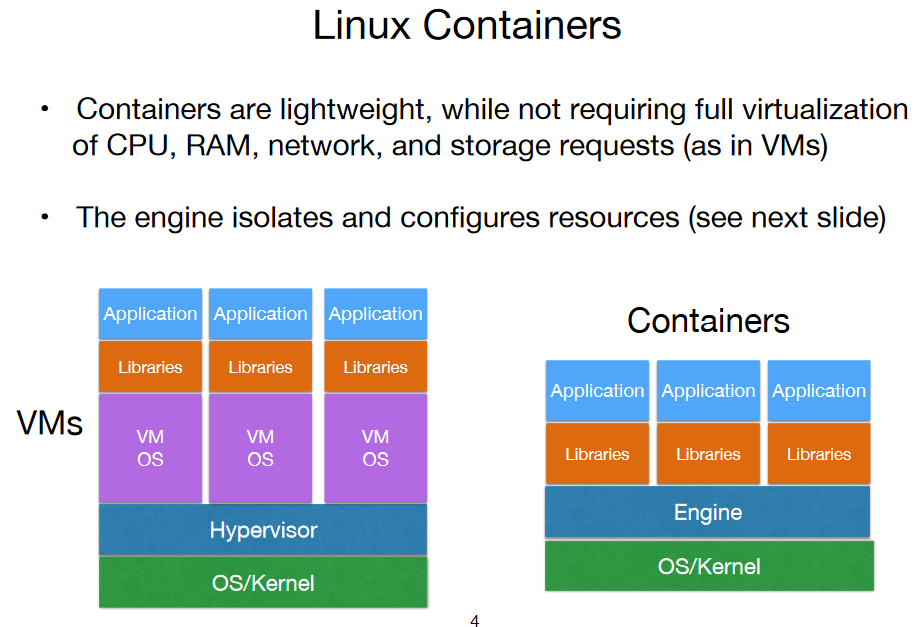 Linux Containers
• Containers are lightweight, while not requiring full virtualization
of CPU, RAM, network, and storage requests (as in VMs)
• The engine isolates and configures resources (see next slide)
VMs
Application Application Application
Libraries Libraries Libraries
VM VM VM
OS OS OS
Hypervisor
OS/Kernel
Containers
Application Application Application
Libraries Libraries Libraries
Engine
OS/Kernel
4